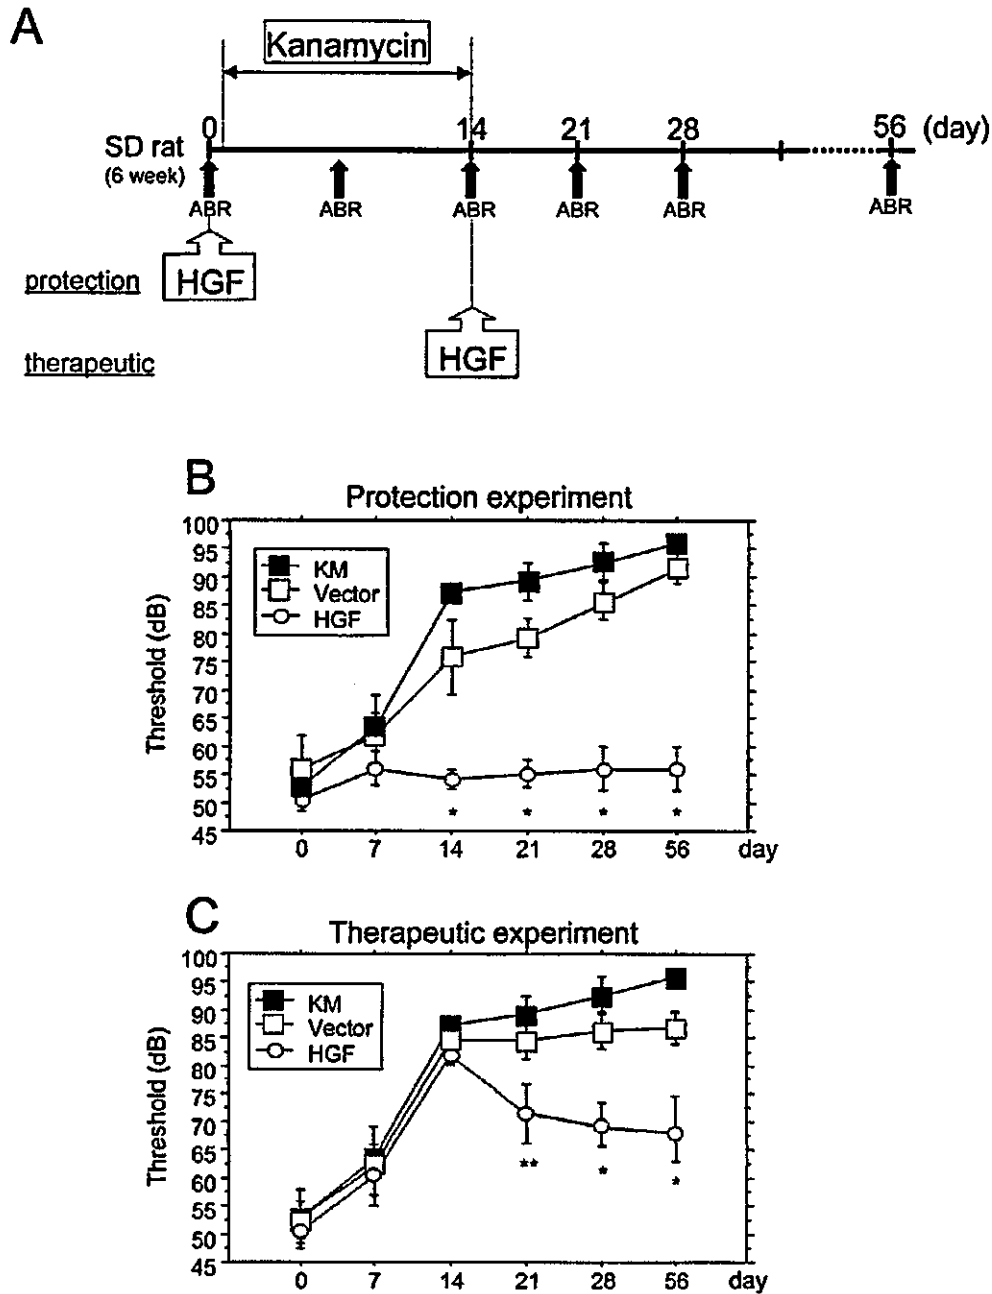 A
Kanamycin
0 14 21 28 56 (day)
SD rat
(6 week)
ABR ABR ABR ABR ABR ABR
protection HGF
therapeutic HGF
B
Protection experiment
100
95
90
85
80
75
70
65
60
55
50
45
Threshold (dB)
KM
Vector
HGF
* * * *
0 7 14 21 28 56 day
C
Therapeutic experiment
100
95
90
85
80
75
70
65
60
55
50
45
Threshold (dB)
KM
Vector
HGF
** * *
0 7 14 21 28 56 day